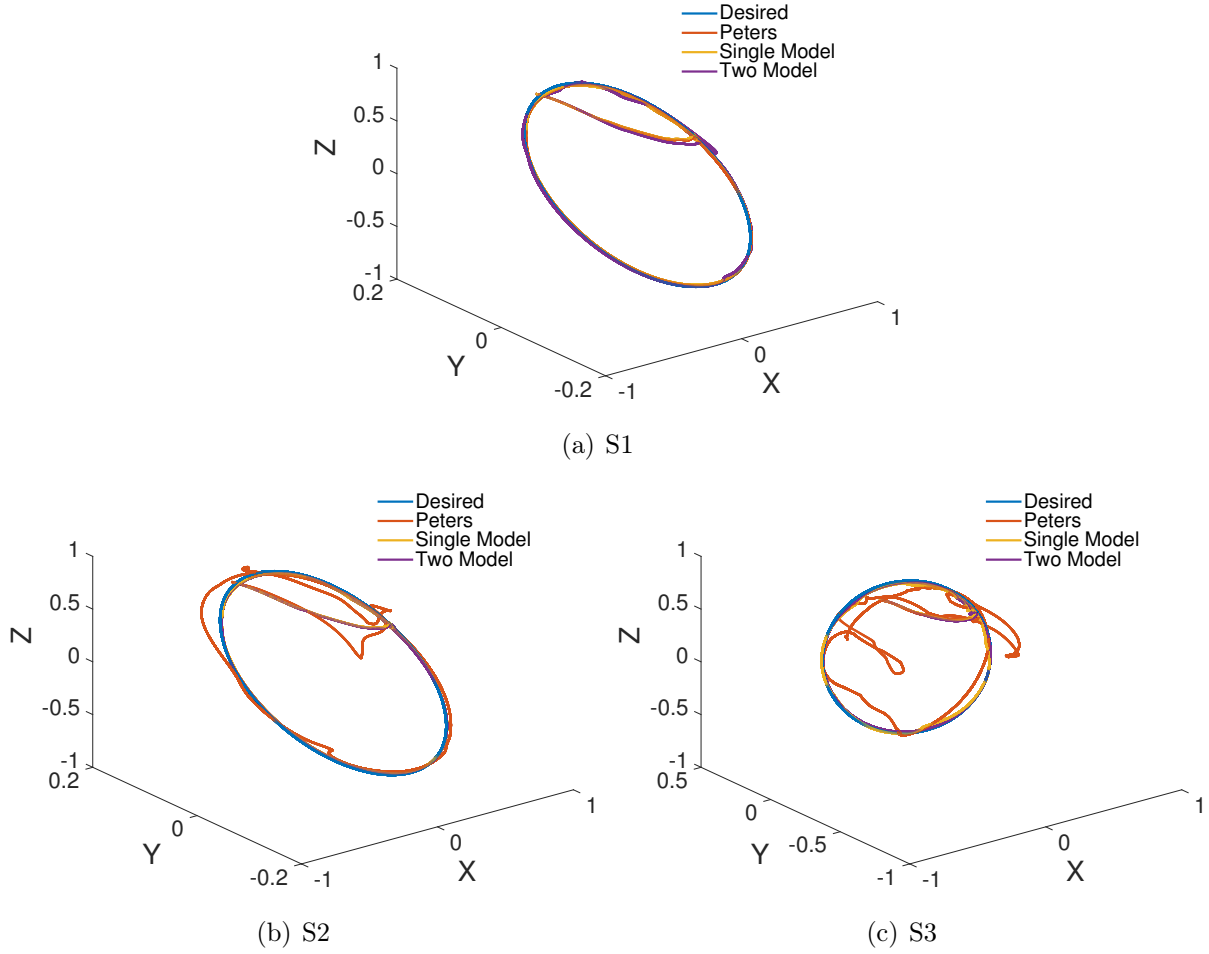 Desired
Peters
Single Model
Two Model
1
0.5
0
-0.5
-1
Z
0.2
0
-0.2
Y
-1
0
1
X
(a) S1
Desired
Peters
Single Model
Two Model
1
0.5
0
-0.5
-1
Z
0.2
0
-0.2
Y
-1
0
1
X
(b) S2
Desired
Peters
Single Model
Two Model
1
0.5
0
-0.5
-1
Z
0.5
0
-0.5
-1
Y
-1
0
1
X
(c) S3